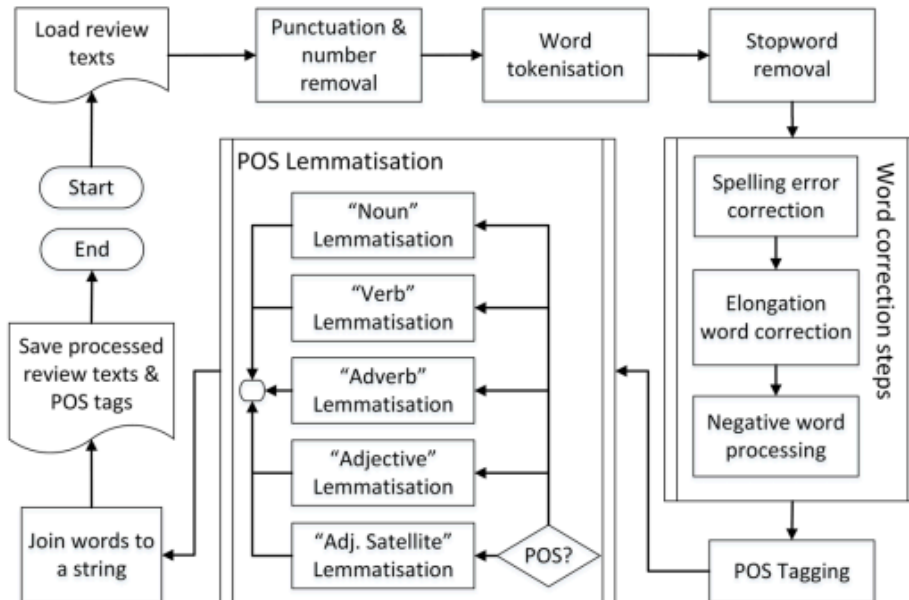 Load review
texts
Punctuation &
number
removal
Word
tokenisation
Stopword
removal
Start
End
Save processed
review texts &
POS tags
Join words to
a string
POS Lemmatisation
“Noun”
Lemmatisation
“Verb”
Lemmatisation
“Adverb”
Lemmatisation
“Adjective”
Lemmatisation
“Adj. Satellite”
Lemmatisation
POS?
Word correction steps
Spelling error
correction
Elongation
word correction
Negative word
processing
POS Tagging